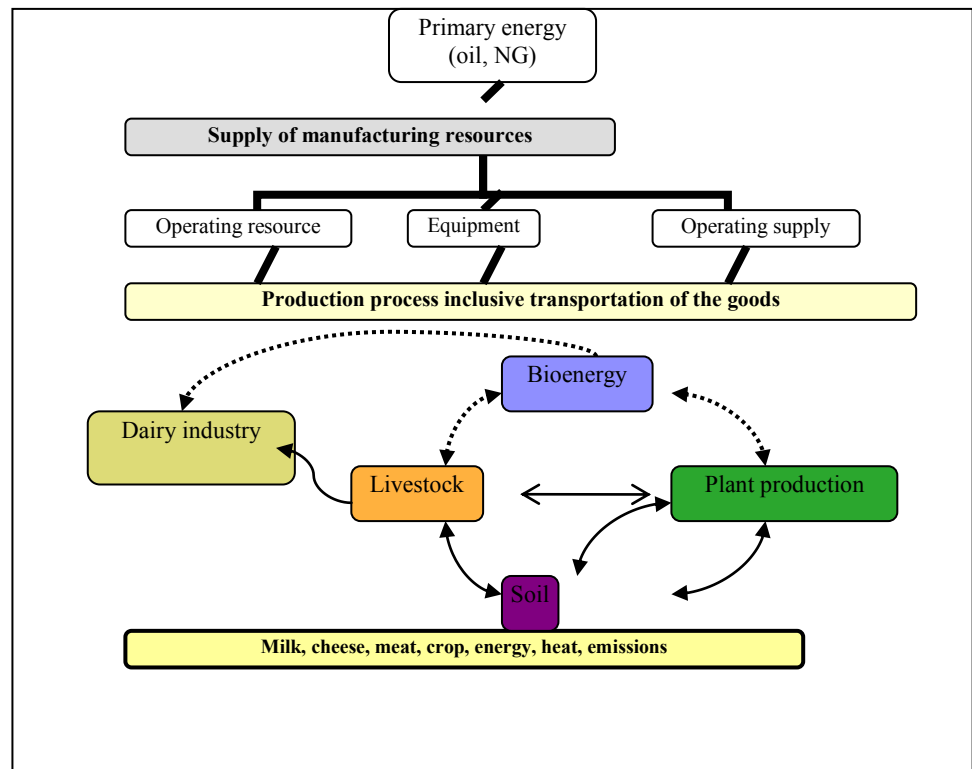 Primary energy
(oil, NG)
Supply of manufacturing resources
Operating resource
Equipment
Operating supply
Production process inclusive transportation of the goods
Bioenergy
Dairy industry
Livestock
Plant production
Soil
Milk, cheese, meat, crop, energy, heat, emissions